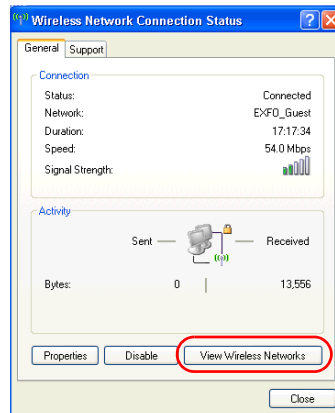 Wireless Network Connection Status
General Support
Connection
Status: Connected
Network: EXFO_Guest
Duration: 17:17:34
Speed: 54.0 Mbps
Signal Strength:
Activity
Sent Received
Bytes: 0 13,556
Properties Disable View Wireless Networks
Close